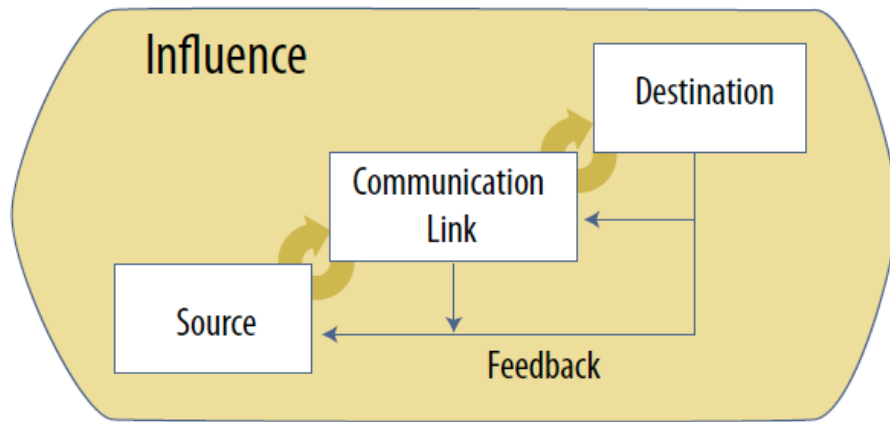 Influence
Destination
Communication
Link
Source
Feedback